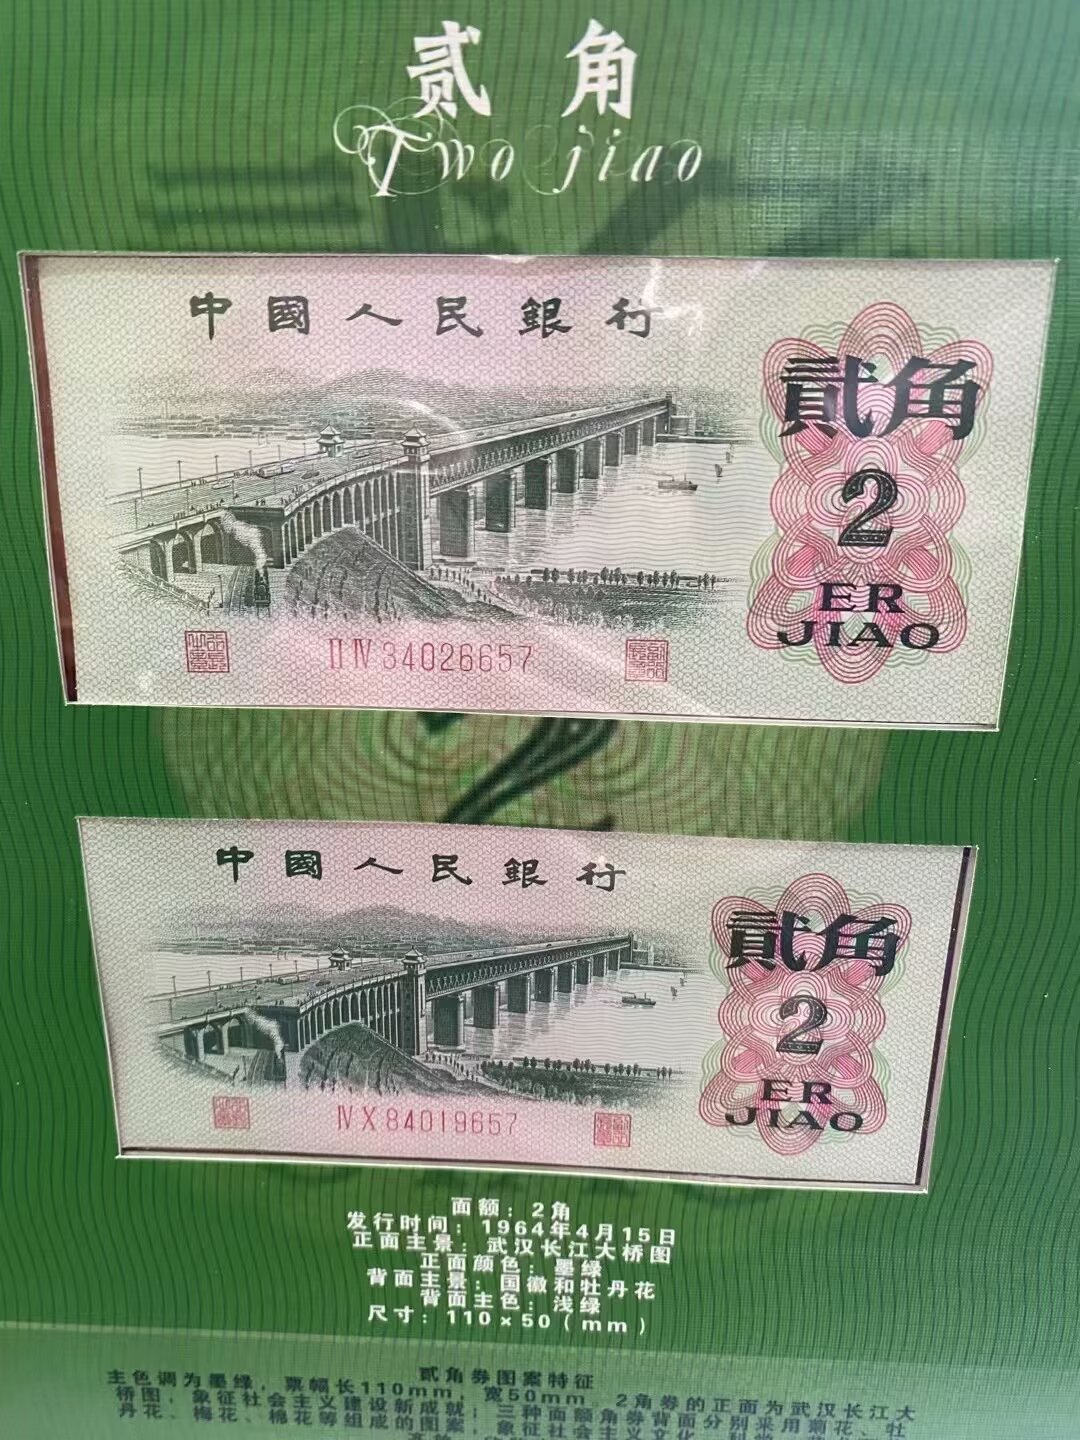 贰角
Two jiao
中國人民銀行
貳角
2
ER
JIAO
ⅡⅣ34026657
中國人民銀行
貳角
2
ER
JIAO
ⅣⅩ84019657
面额：2角
发行时间：1964年4月15日
正面主景：武汉长江大桥图
正面颜色：墨绿
背面主景：国徽和牡丹花
背面主色：浅绿
尺寸：110×50（mm）
贰角券图案特征
主色调为墨绿，票幅长110mm，宽50mm。2角券的正面为武汉长江大
桥图，象征社会主义建设新成就；三种面额角券背面分别采用菊花、牡
丹花、梅花、棉花等组成的图案，象征社会主义文化、科学